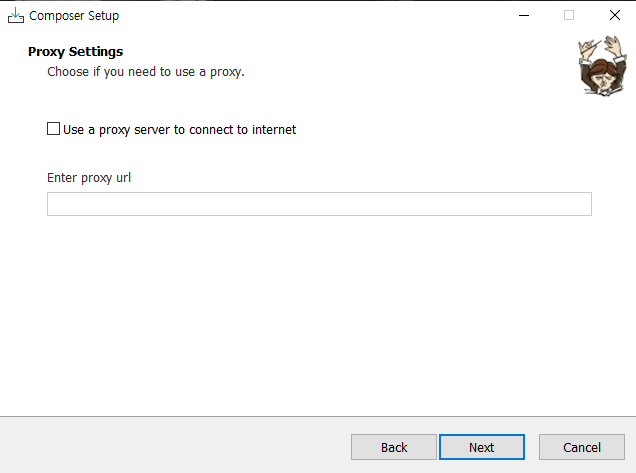 Composer Setup
Proxy Settings
Choose if you need to use a proxy.
Use a proxy server to connect to internet
Enter proxy url
Back
Next
Cancel